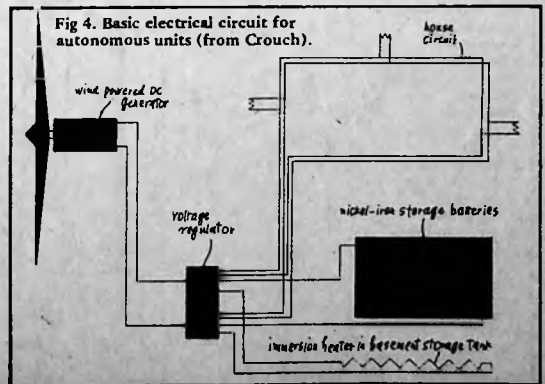 Fig 4. Basic electrical circuit for
autonomous units (from Crouch).
house
circuit
wind powered DC
generator
voltage
regulator
nickel-iron storage bateries
immersion heater in basement storage tank